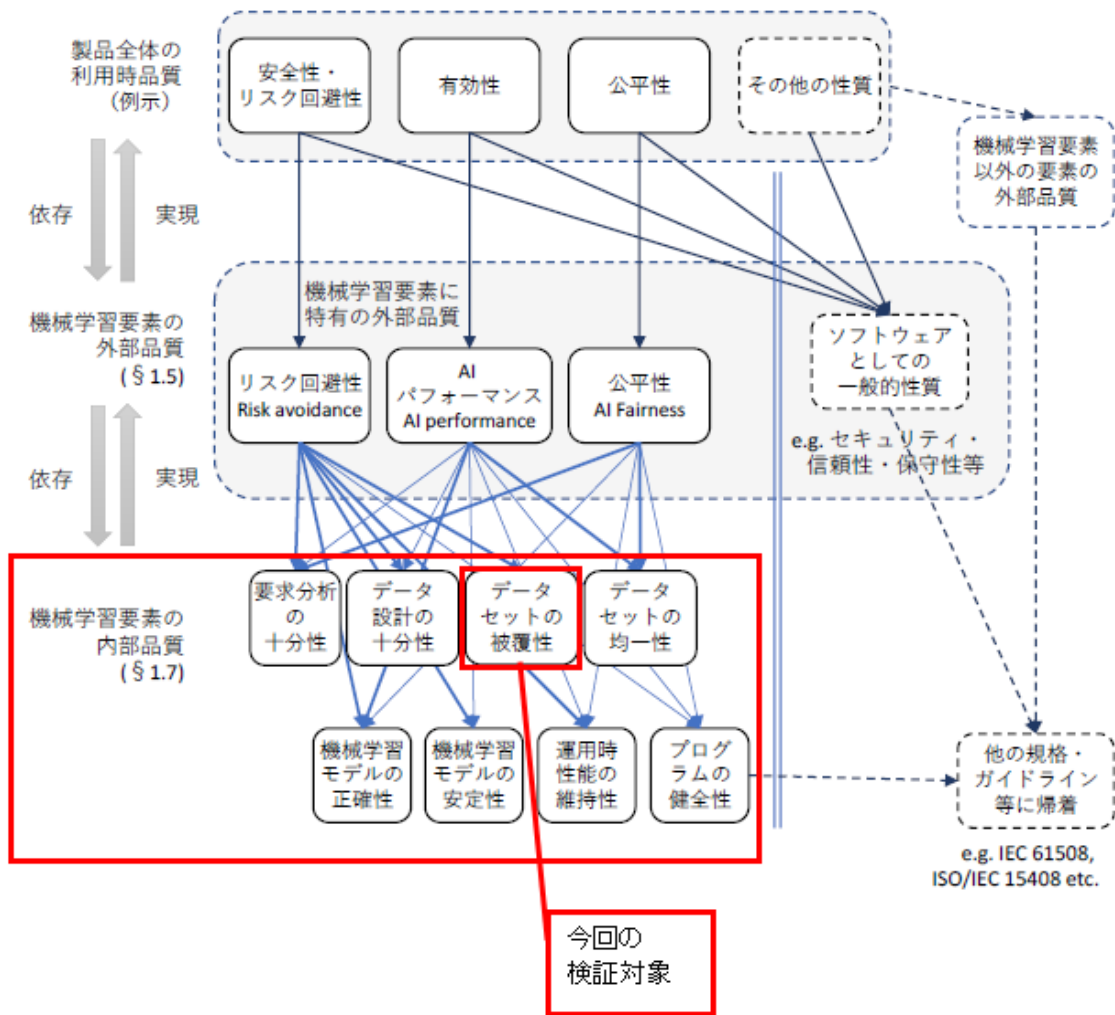 製品全体の
利用時品質
(例示)
安全性・
リスク回避性
有効性
公平性
その他の性質
機械学習要素
以外の要素の
外部品質
依存
実現
機械学習要素の
外部品質
(§1.5)
機械学習要素に
特有の外部品質
リスク回避性
Risk avoidance
AI
パフォーマンス
AI performance
公平性
AI Fairness
ソフトウェア
としての
一般的性質
e.g. セキュリティ・
信頼性・保守性等
依存
実現
機械学習要素の
内部品質
(§1.7)
要求分析
の
十分性
データ
設計の
十分性
データ
セットの
被覆性
データ
セットの
均一性
機械学習
モデルの
正確性
機械学習
モデルの
安定性
運用時
性能の
維持性
プログ
ラムの
健全性
他の規格・
ガイドライン
等に帰着
e.g. IEC 61508,
ISO/IEC 15408 etc.
今回の
検証対象